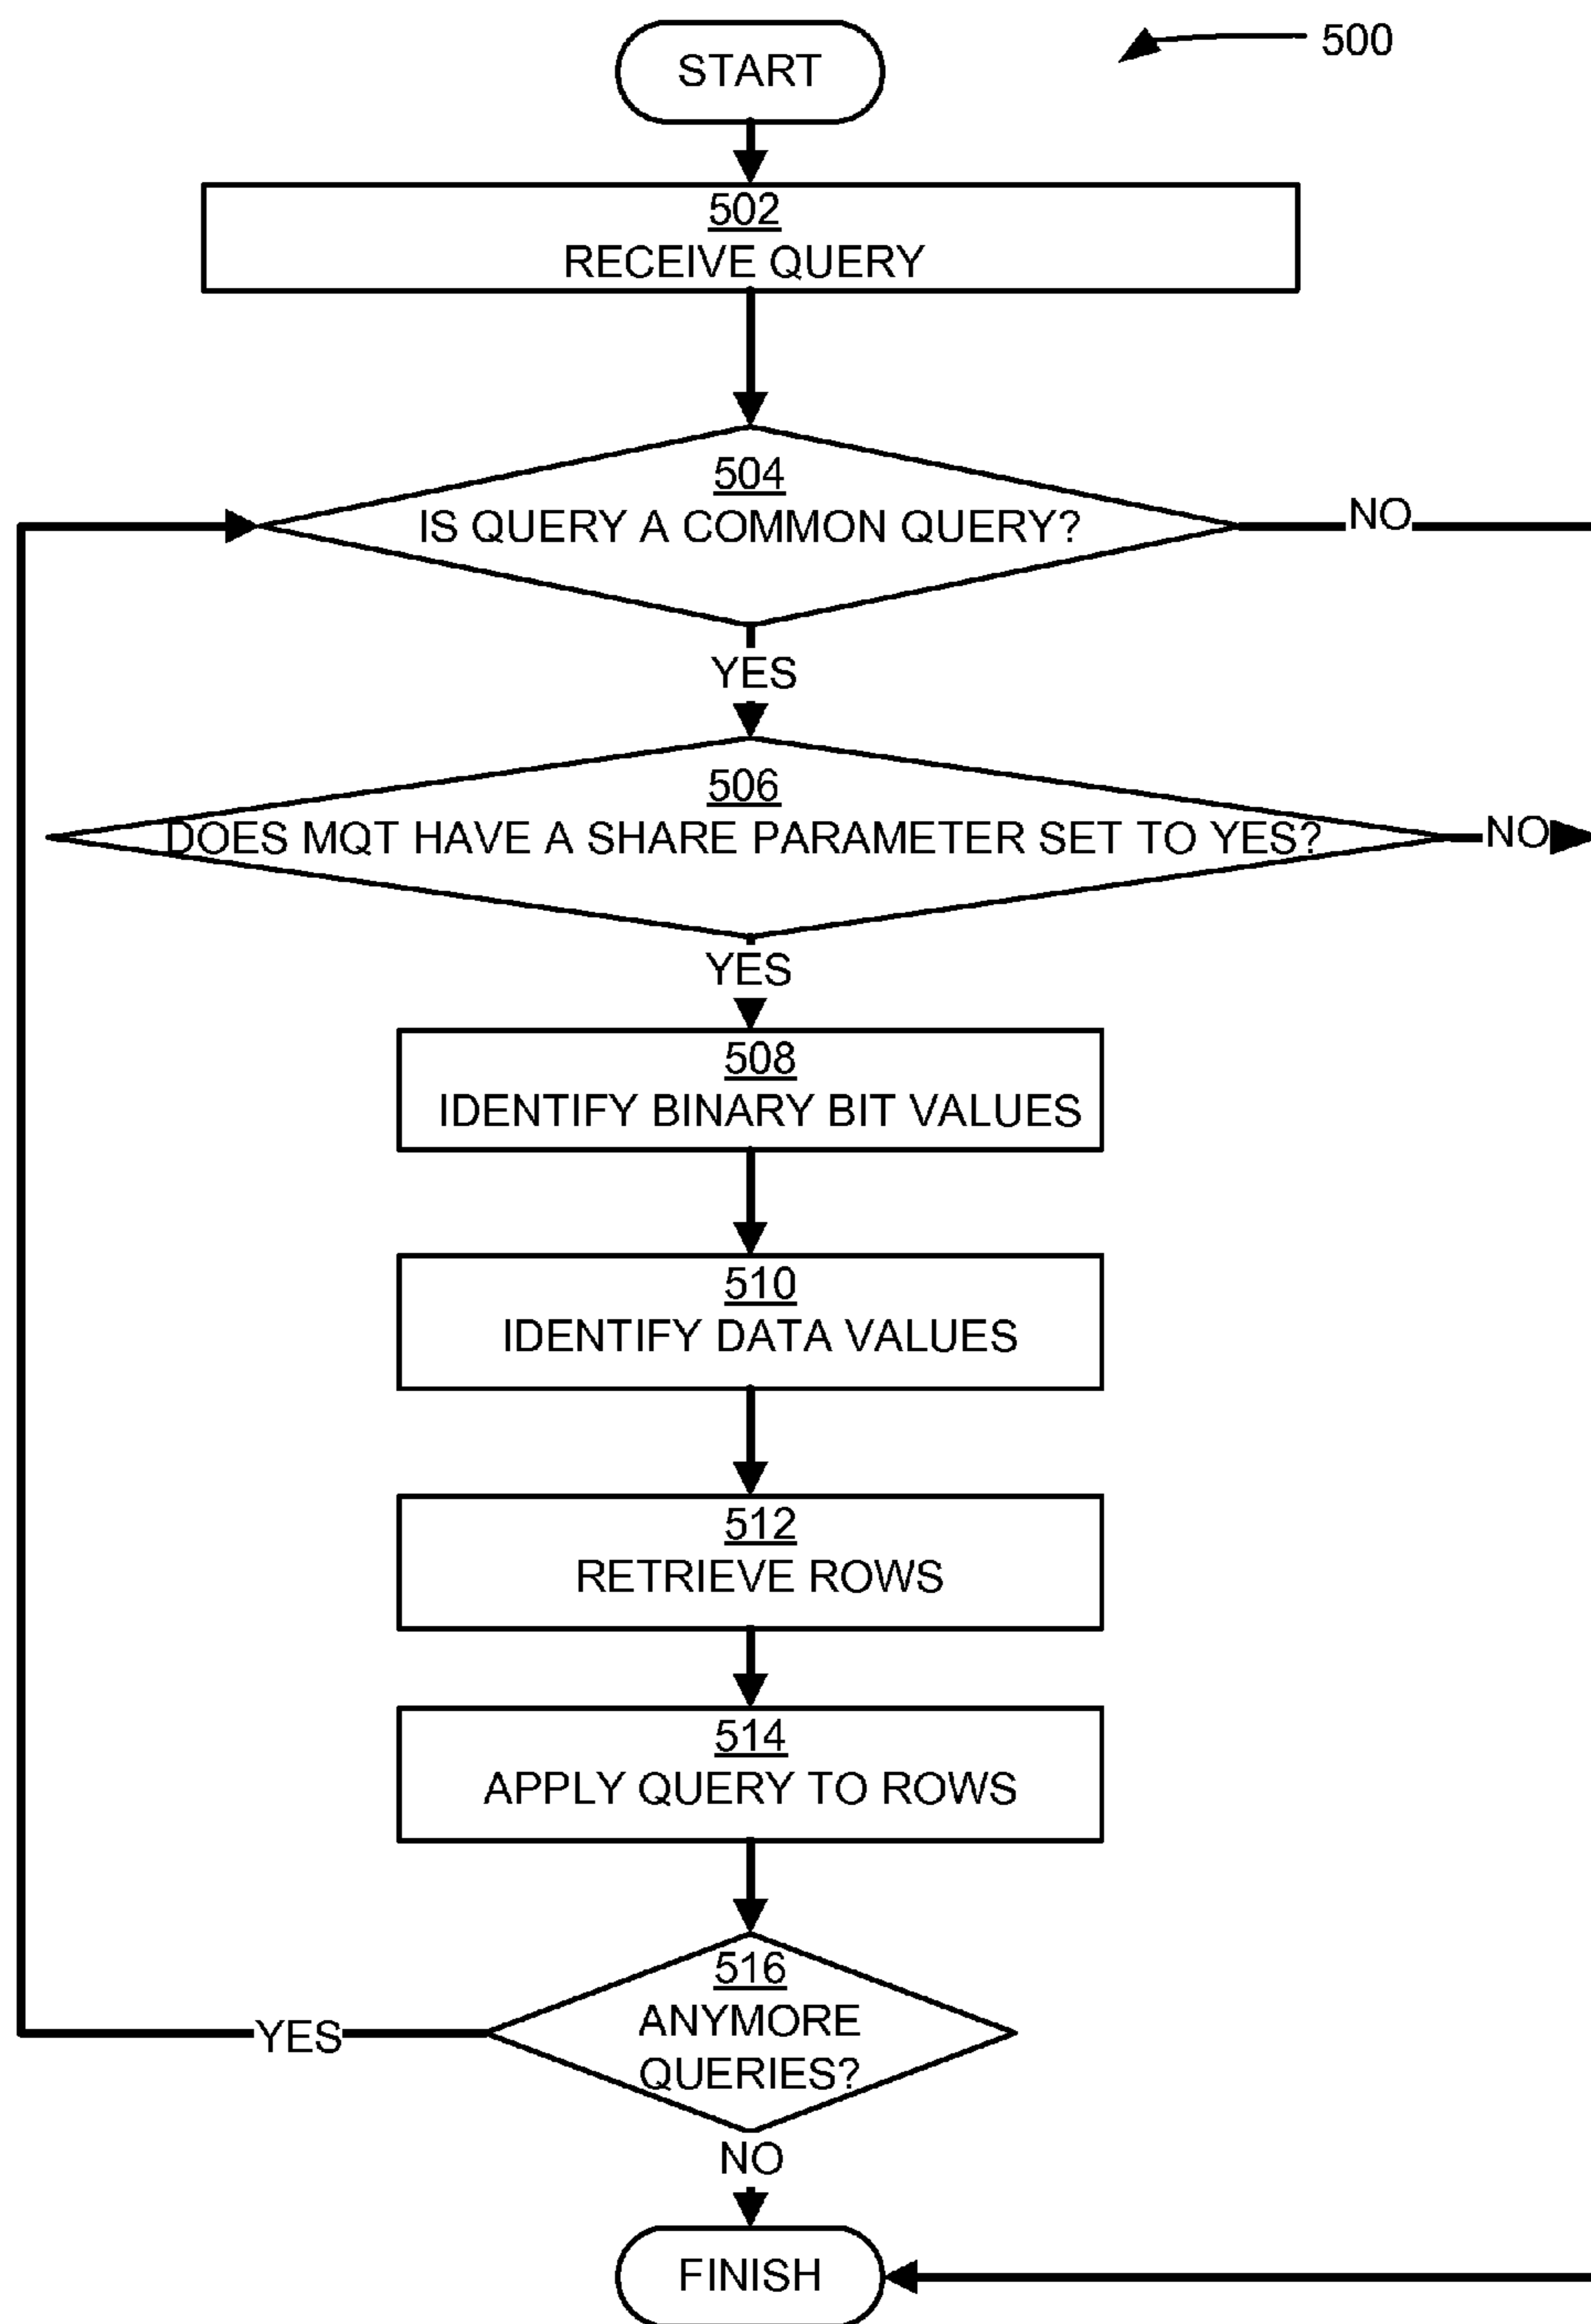 START
500
502
RECEIVE QUERY
504
IS QUERY A COMMON QUERY?
NO
YES
506
DOES MQT HAVE A SHARE PARAMETER SET TO YES?
NO
YES
508
IDENTIFY BINARY BIT VALUES
510
IDENTIFY DATA VALUES
512
RETRIEVE ROWS
514
APPLY QUERY TO ROWS
516
ANYMORE
QUERIES?
YES
NO
FINISH